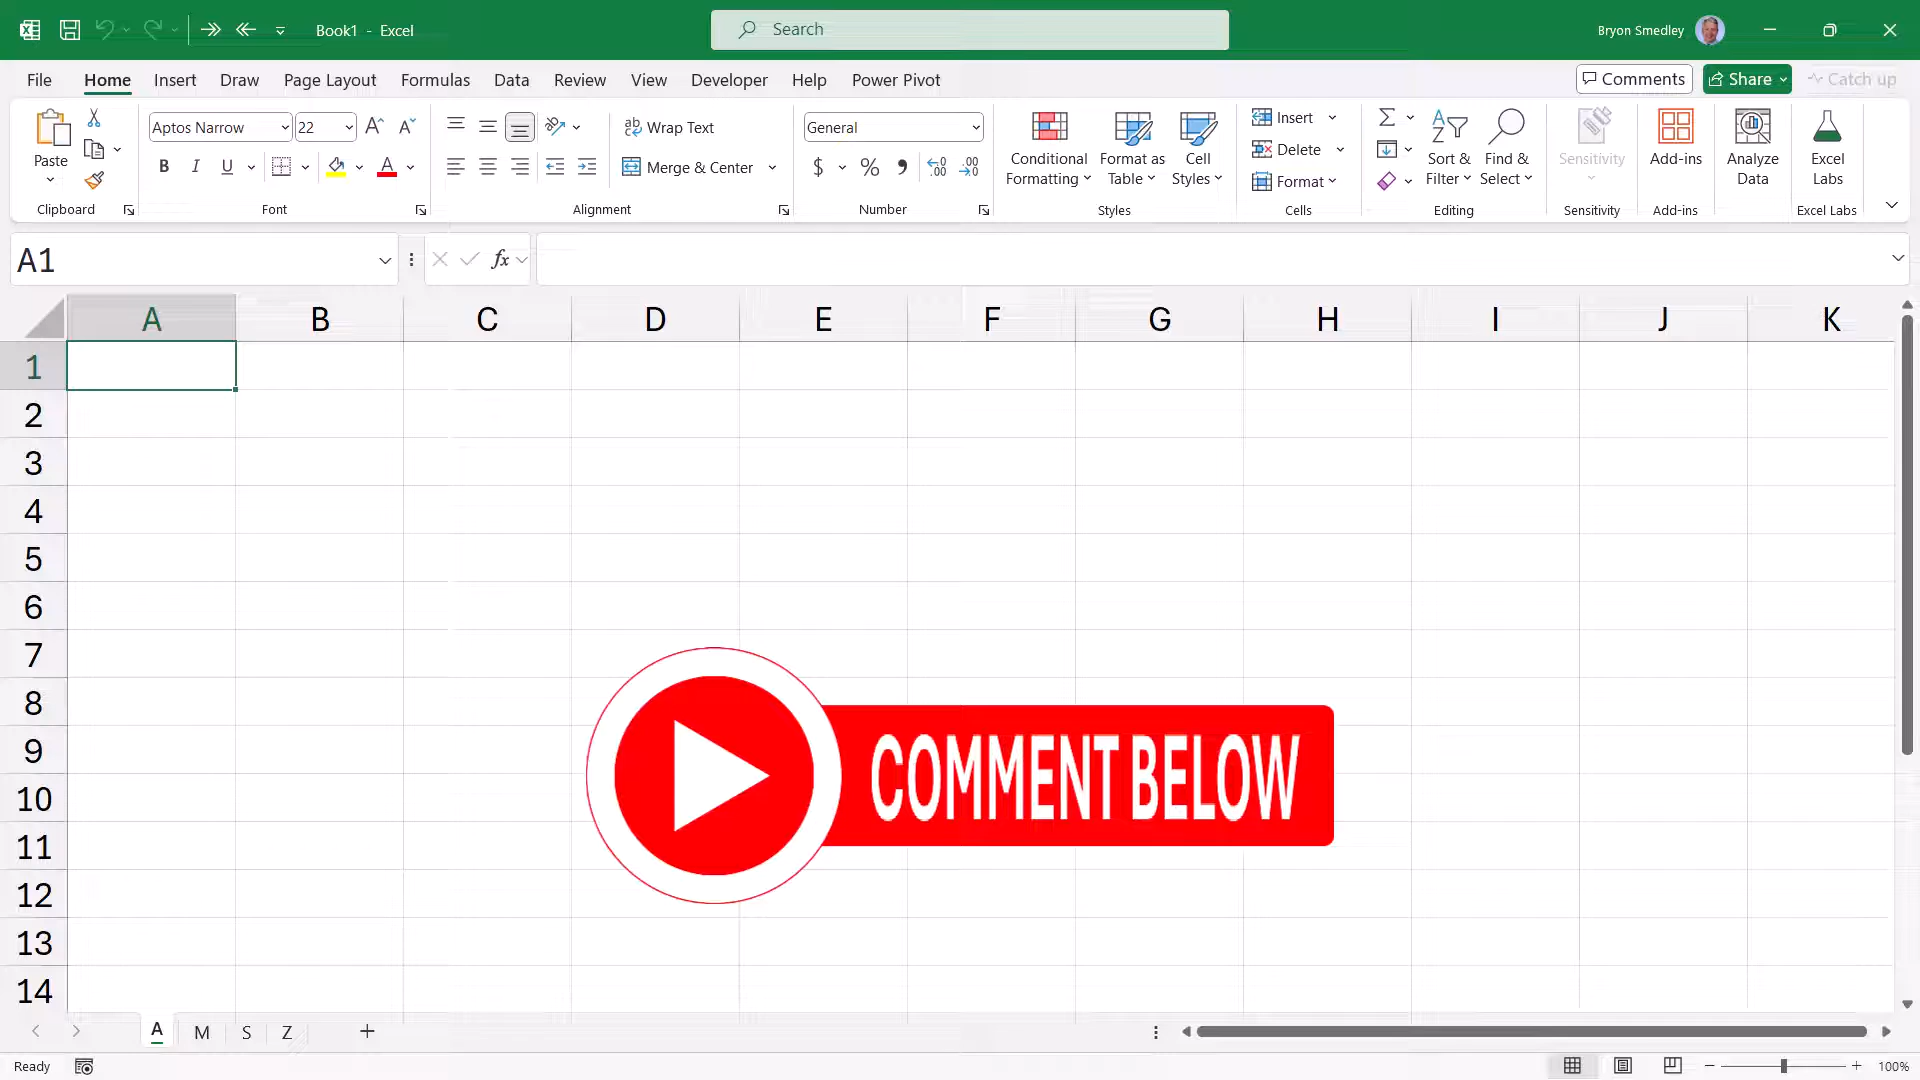 Book1 - Excel
Search
Bryon Smedley
File Home Insert Draw Page Layout Formulas Data Review View Developer Help Power Pivot
Comments Share Catch up
Paste
Clipboard
Aptos Narrow 22
B I U A
Font
Wrap Text
Merge & Center
Alignment
General
$ % , .00
Number
Conditional Formatting
Format as Table
Cell Styles
Styles
Insert
Delete
Format
Cells
Sort & Filter
Find & Select
Editing
Sensitivity
Sensitivity
Add-ins
Add-ins
Analyze Data
Excel Labs
Excel Labs
A1 fx
A B C D E F G H I J K
1
2
3
4
5
6
7
8
9
COMMENT BELOW
10
11
12
13
14
A M S Z +
Ready 100%